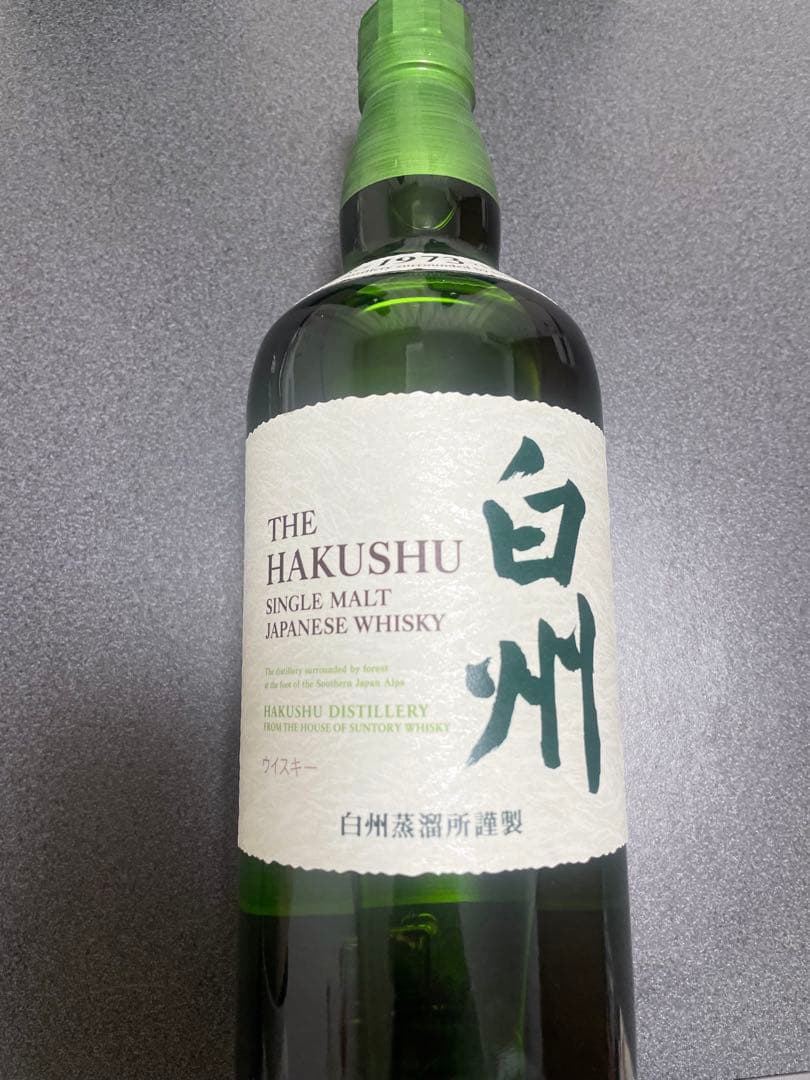 1973
surrounded
THE
HAKUSHU
SINGLE MALT
JAPANESE WHISKY
The distillery surrounded by forest
at the foot of the Southern Japan Alps
HAKUSHU DISTILLERY
FROM THE HOUSE OF SUNTORY WHISKY
ウイスキー
白州
白州蒸溜所謹製